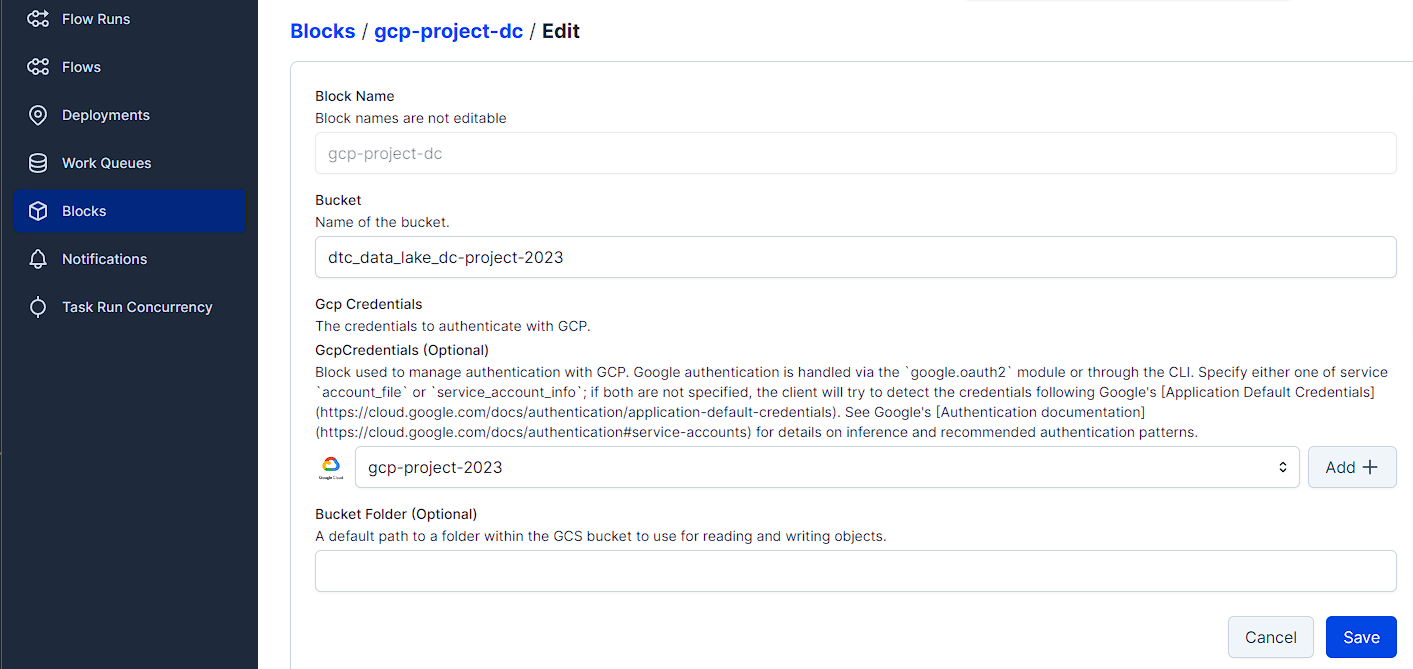 Flow Runs
Flows
Deployments
Work Queues
Blocks
Notifications
Task Run Concurrency
Blocks / gcp-project-dc / Edit
Block Name
Block names are not editable
gcp-project-dc
Bucket
Name of the bucket.
dtc_data_lake_dc-project-2023
Gcp Credentials
The credentials to authenticate with GCP.
GcpCredentials (Optional)
Block used to manage authentication with GCP. Google authentication is handled via the `google.oauth2` module or through the CLI. Specify either one of service
`account_file` or `service_account_info`; if both are not specified, the client will try to detect the credentials following Google's [Application Default Credentials]
(https://cloud.google.com/docs/authentication/application-default-credentials). See Google's [Authentication documentation]
(https://cloud.google.com/docs/authentication#service-accounts) for details on inference and recommended authentication patterns.
Google Cloud
gcp-project-2023
Add +
Bucket Folder (Optional)
A default path to a folder within the GCS bucket to use for reading and writing objects.
Cancel
Save